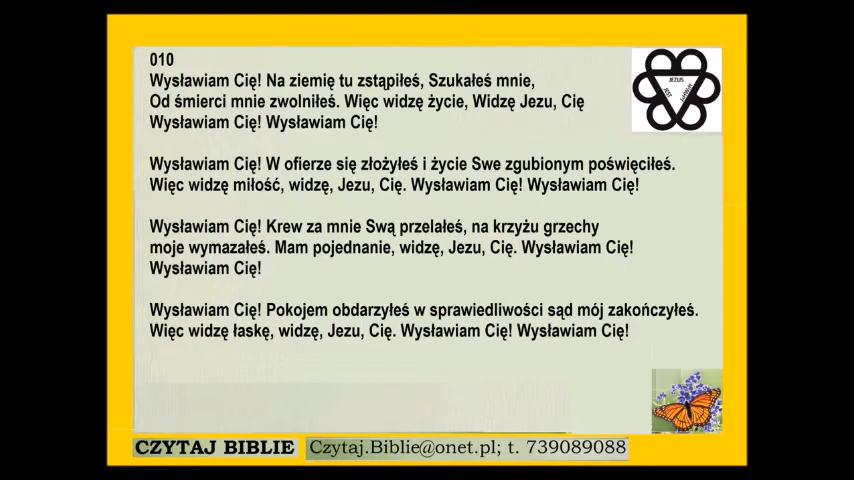 010
Wysławiam Cię! Na ziemię tu zstąpiłeś, Szukałeś mnie,
Od śmierci mnie zwolniłeś. Więc widzę życie, Widzę Jezu, Cię
Wysławiam Cię! Wysławiam Cię!
Wysławiam Cię! W ofierze się złożyłeś i życie Swe zgubionym poświęciłeś.
Więc widzę miłość, widzę, Jezu, Cię. Wysławiam Cię! Wysławiam Cię!
Wysławiam Cię! Krew za mnie Swą przelałeś, na krzyżu grzechy
moje wymazałeś. Mam pojednanie, widzę, Jezu, Cię. Wysławiam Cię!
Wysławiam Cię!
Wysławiam Cię! Pokojem obdarzyłeś w sprawiedliwości sąd mój zakończyłeś.
Więc widzę łaskę, widzę, Jezu, Cię. Wysławiam Cię! Wysławiam Cię!
JEZUS
CZYTAJ BIBLIE Czytaj.Biblie@onet.pl; t. 739089088